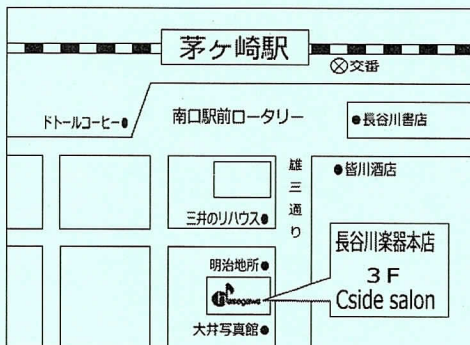 茅ヶ崎駅
交番
ドトールコーヒー
南口駅前ロータリー
長谷川書店
雄三通り
皆川酒店
三井のリハウス
明治地所
Hasegawa
大井写真館
長谷川楽器本店
3F
Cside salon